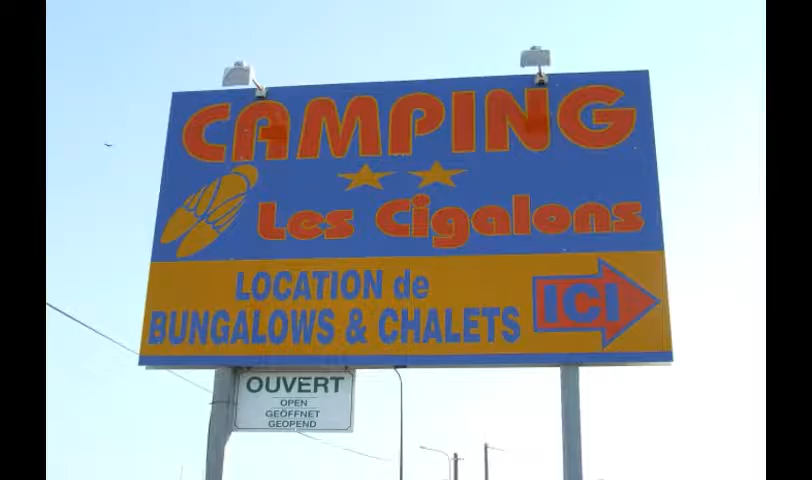 CAMPING
Les Cigalons
LOCATION de
BUNGALOWS & CHALETS
ICI
OUVERT
OPEN
GEÖFFNET
GEOPEND